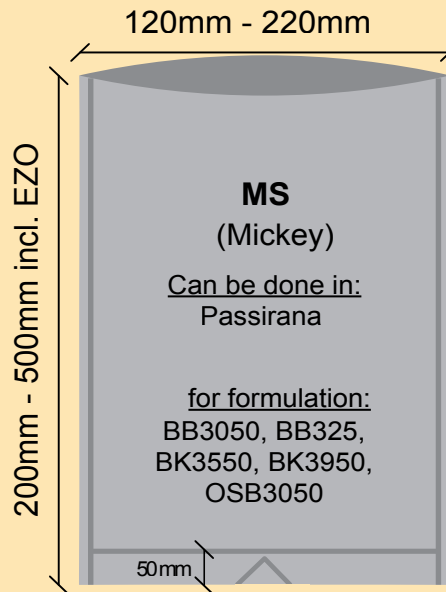 120mm - 220mm
200mm - 500mm incl. EZO
MS
(Mickey)
Can be done in:
Passirana
for formulation:
BB3050, BB325,
BK3550, BK3950,
OSB3050
50mm